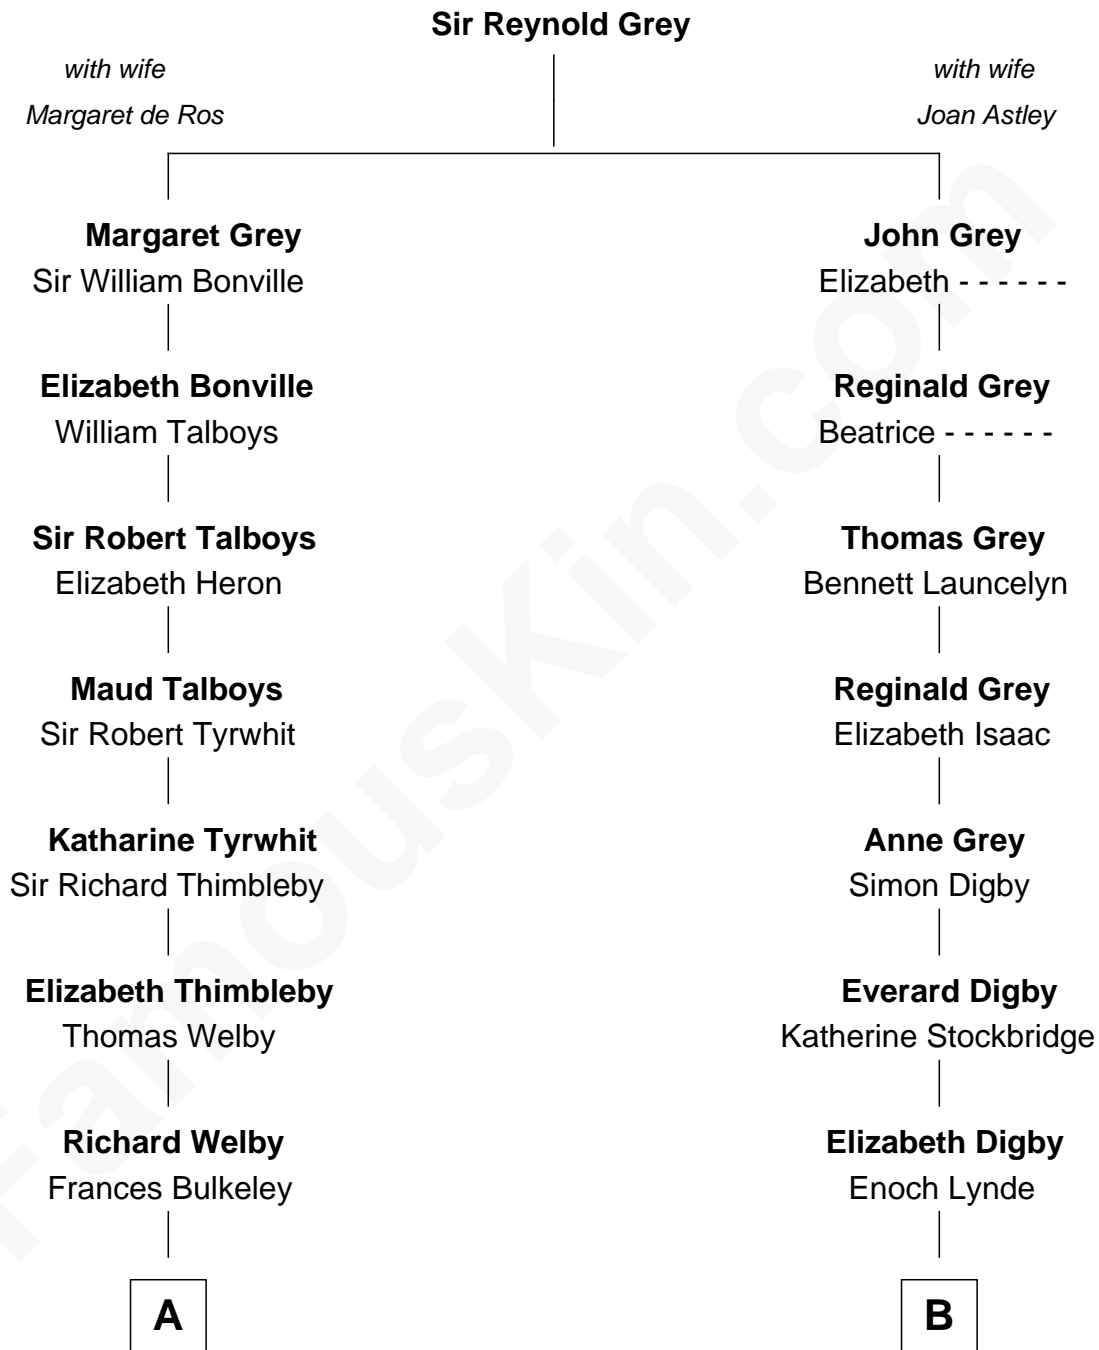 Sir Reynold Grey
with wife
Margaret de Ros
with wife
Joan Astley
Margaret Grey
Sir William Bonville
John Grey
Elizabeth - - - - - -
Elizabeth Bonville
William Talboys
Reginald Grey
Beatrice - - - - - -
Sir Robert Talboys
Elizabeth Heron
Thomas Grey
Bennett Launcelyn
Maud Talboys
Sir Robert Tyrwhit
Reginald Grey
Elizabeth Isaac
Katharine Tyrwhit
Sir Richard Thimbleby
Anne Grey
Simon Digby
Elizabeth Thimbleby
Thomas Welby
Everard Digby
Katherine Stockbridge
Richard Welby
Frances Bulkeley
Elizabeth Digby
Enoch Lynde
A
B
FamousKin.com